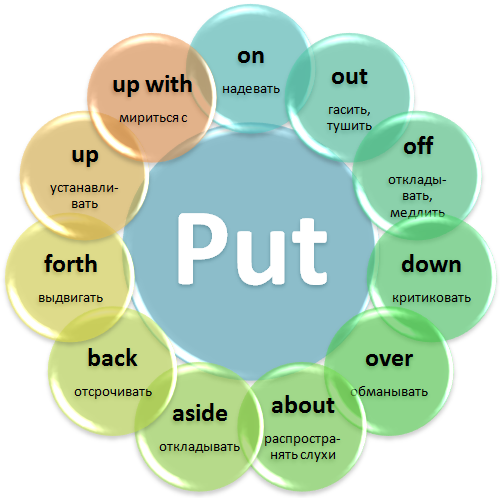 Put
on
надевать
out
гасить,
тушить
off
отклады-
вать,
медлить
down
критиковать
over
обманывать
about
распростра-
нять слухи
aside
откладывать
back
отсрочивать
forth
выдвигать
up
устанавли-
вать
up with
мириться с